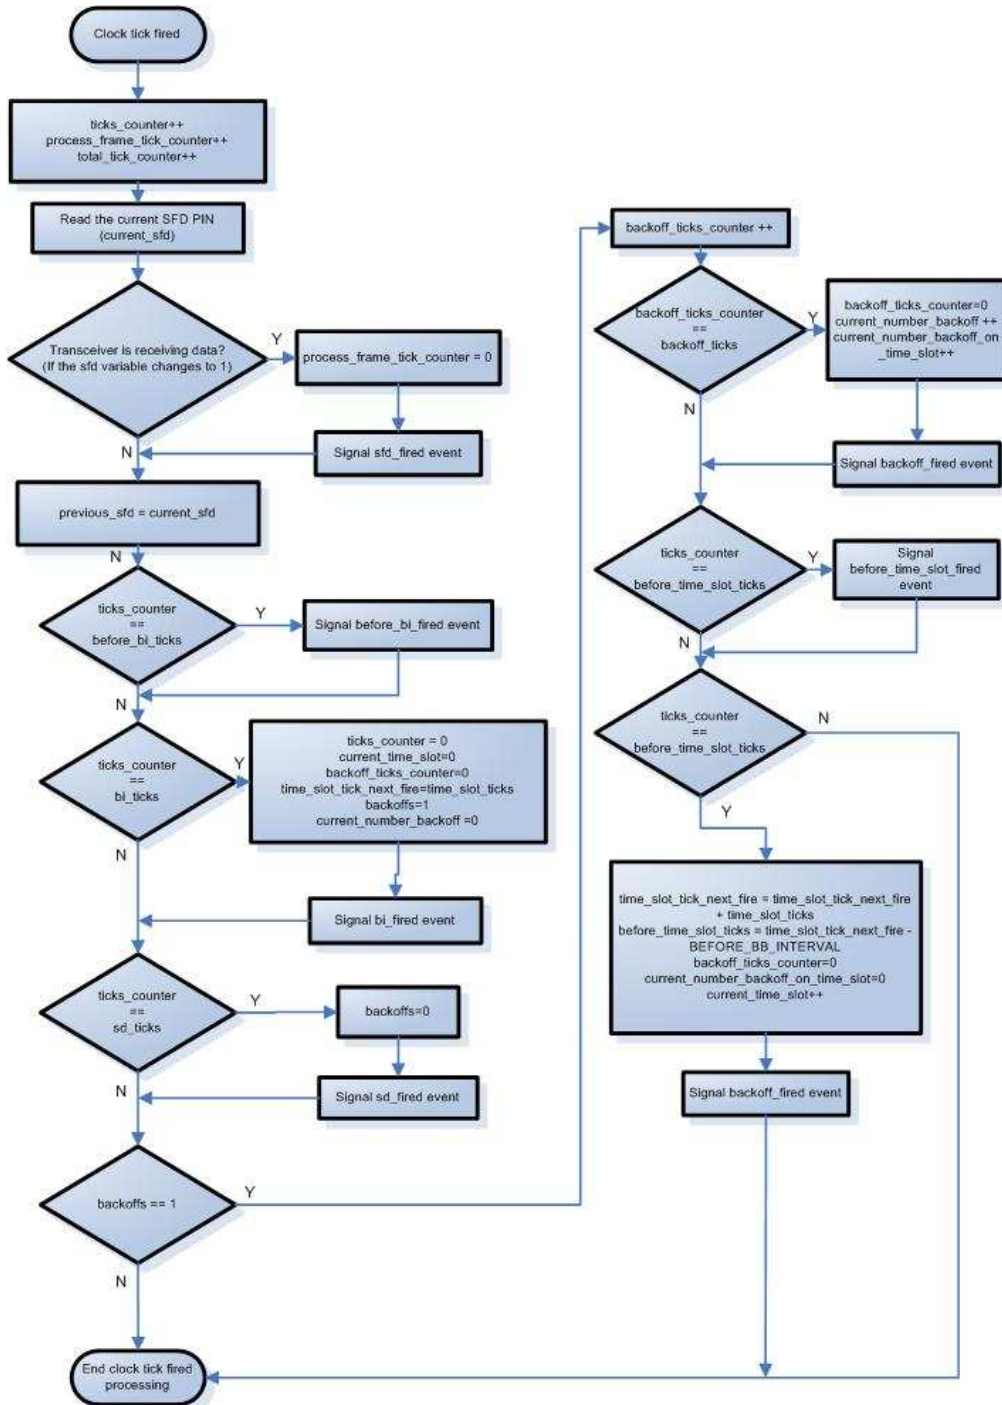 Clock tick fired
ticks_counter++
process_frame_tick_counter++
total_tick_counter++
Read the current SFD PIN
(current_sfd)
Transceiver is receiving data?
(If the sfd variable changes to 1)
Y
process_frame_tick_counter = 0
N
Signal sfd_fired event
previous_sfd = current_sfd
N
ticks_counter
==
before_bi_ticks
Y
Signal before_bi_fired event
N
ticks_counter
==
bi_ticks
Y
ticks_counter = 0
current_time_slot=0
backoff_ticks_counter=0
time_slot_tick_next_fire=time_slot_ticks
backoffs=1
current_number_backoff =0
N
Signal bi_fired event
ticks_counter
==
sd_ticks
Y
backoffs=0
N
Signal sd_fired event
backoffs == 1
Y
N
End clock tick fired
processing
backoff_ticks_counter ++
backoff_ticks_counter
==
backoff_ticks
Y
backoff_ticks_counter=0
current_number_backoff ++
current_number_backoff_on
_time_slot++
N
Signal backoff_fired event
ticks_counter
==
before_time_slot_ticks
Y
Signal
before_time_slot_fired
event
N
ticks_counter
==
before_time_slot_ticks
N
Y
time_slot_tick_next_fire = time_slot_tick_next_fire
+ time_slot_ticks
before_time_slot_ticks = time_slot_tick_next_fire -
BEFORE_BB_INTERVAL
backoff_ticks_counter=0
current_number_backoff_on_time_slot=0
current_time_slot++
Signal backoff_fired event